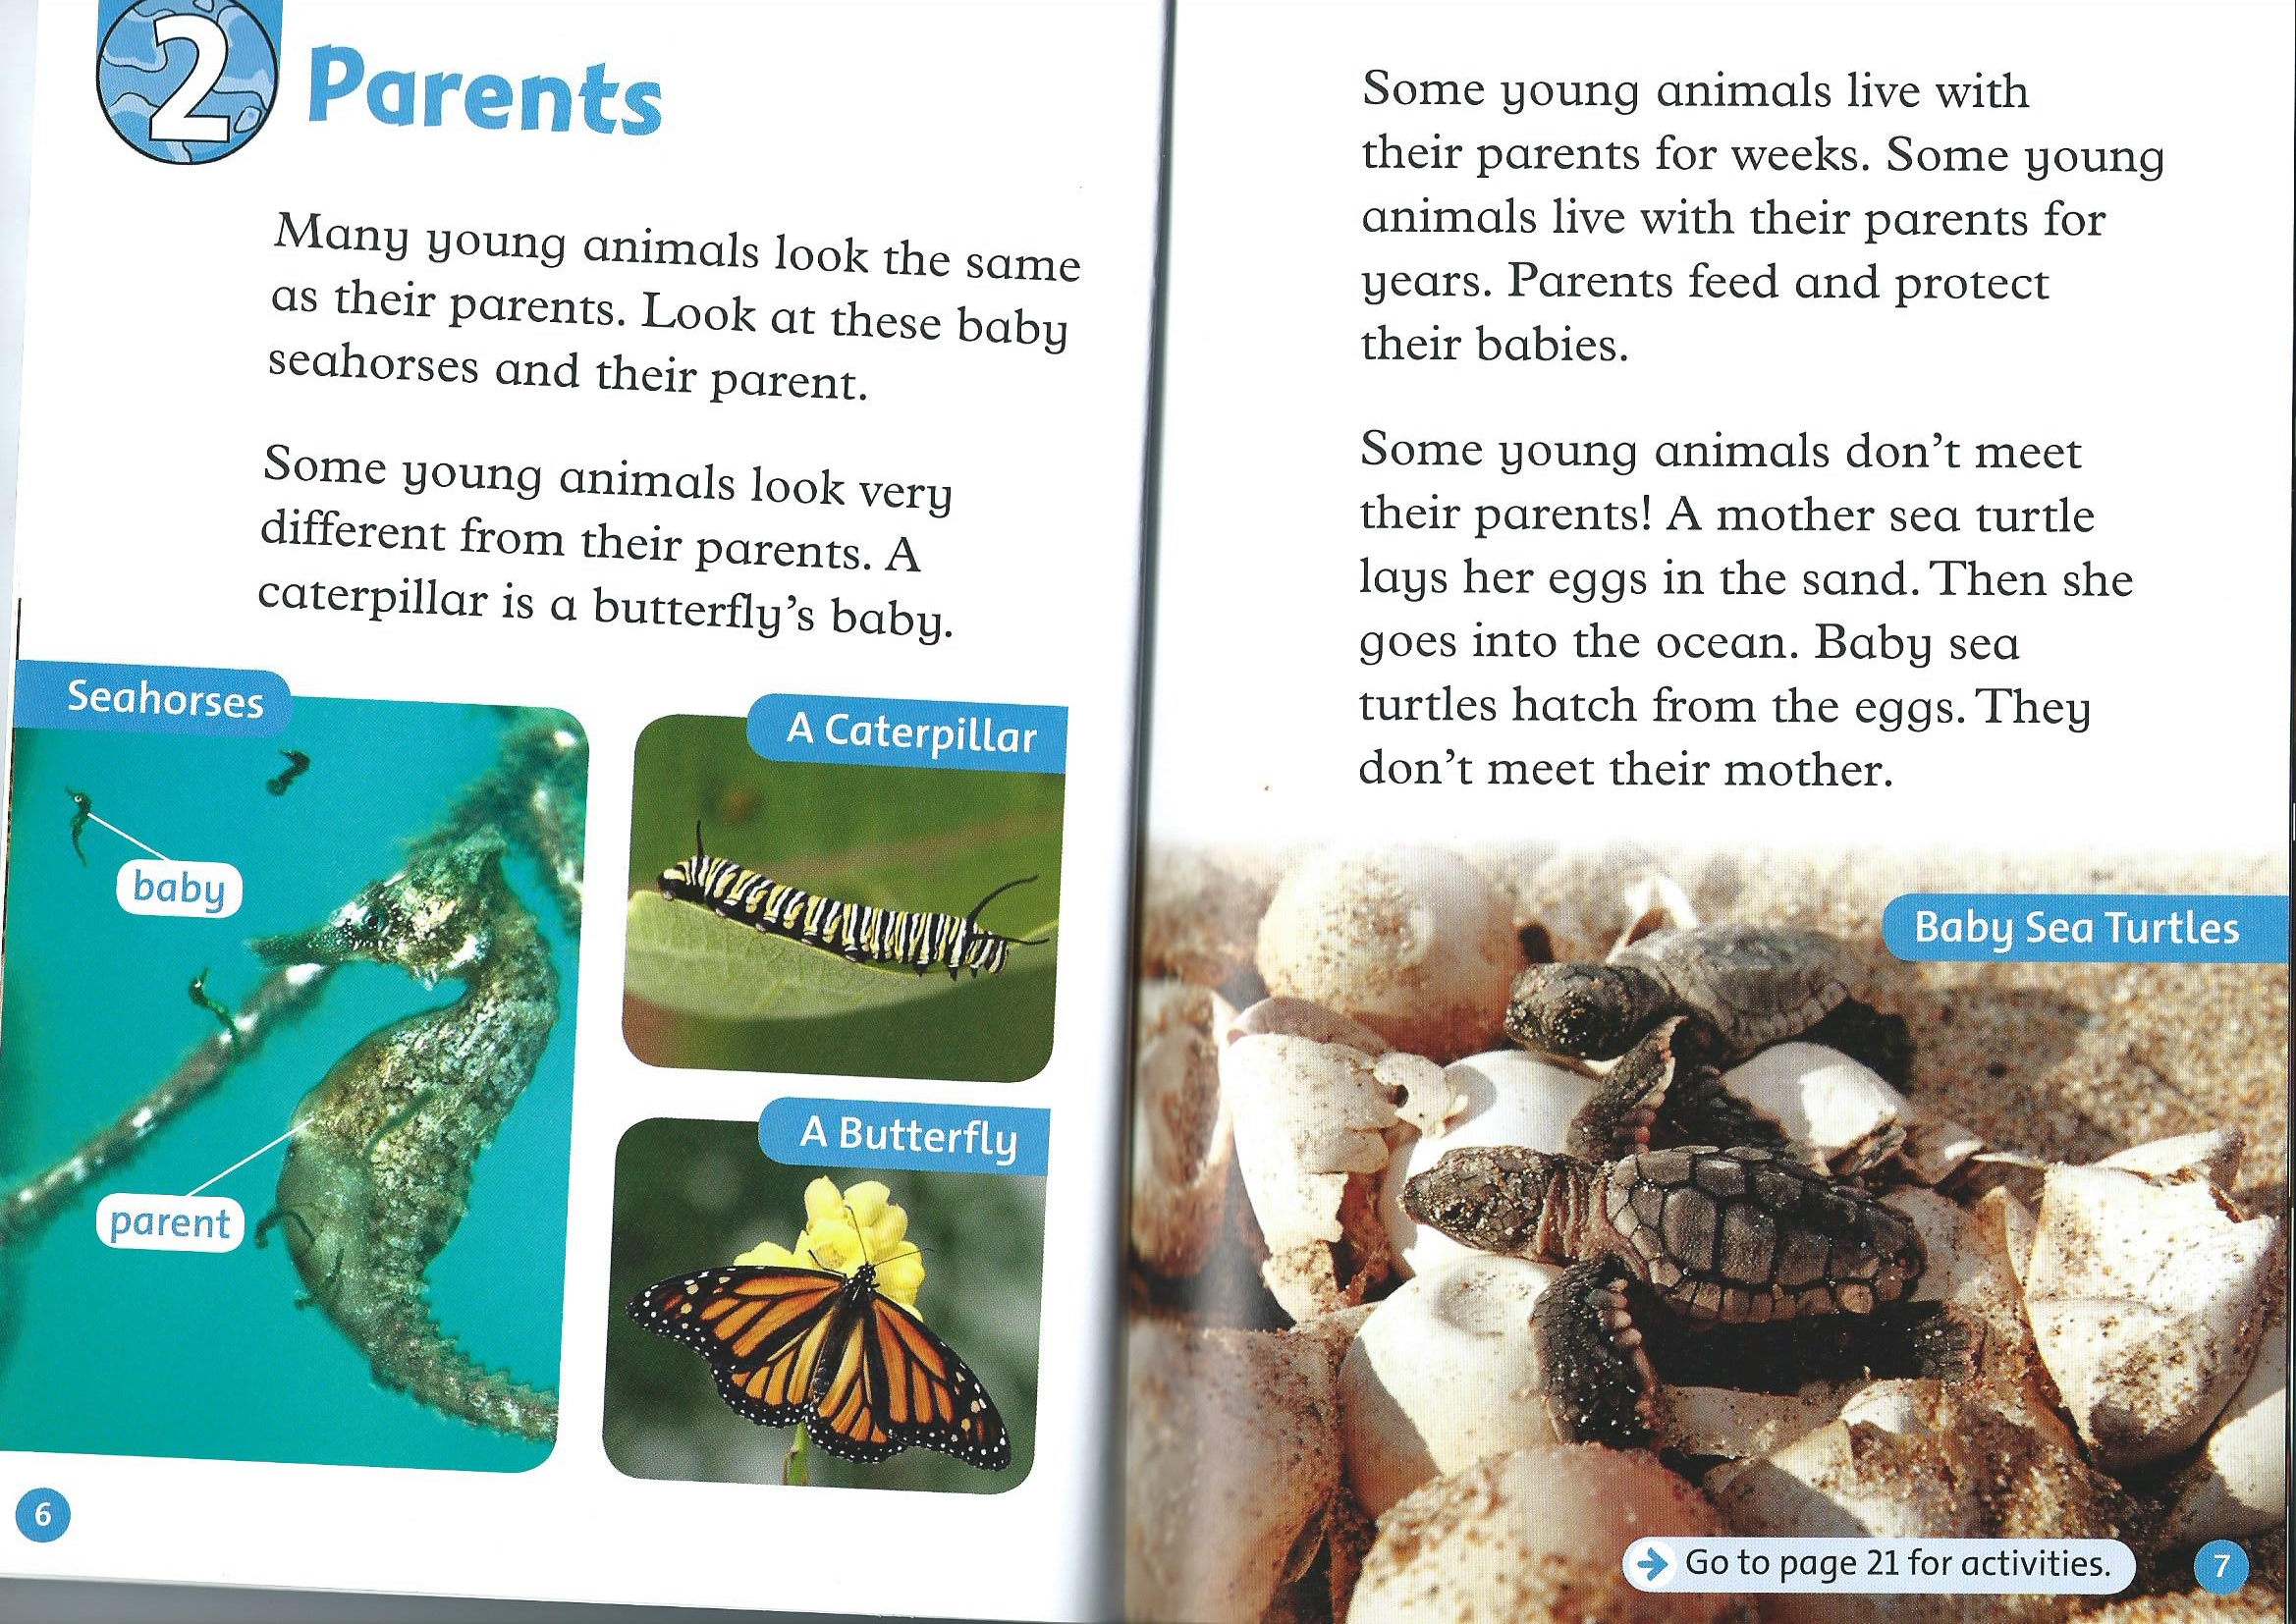 2 Parents
Many young animals look the same
as their parents. Look at these baby
seahorses and their parent.
Some young animals look very
different from their parents. A
caterpillar is a butterfly's baby.
Seahorses
baby
parent
A Caterpillar
A Butterfly
6
Some young animals live with
their parents for weeks. Some young
animals live with their parents for
years. Parents feed and protect
their babies.
Some young animals don't meet
their parents! A mother sea turtle
lays her eggs in the sand. Then she
goes into the ocean. Baby sea
turtles hatch from the eggs. They
don't meet their mother.
Baby Sea Turtles
Go to page 21 for activities.
7